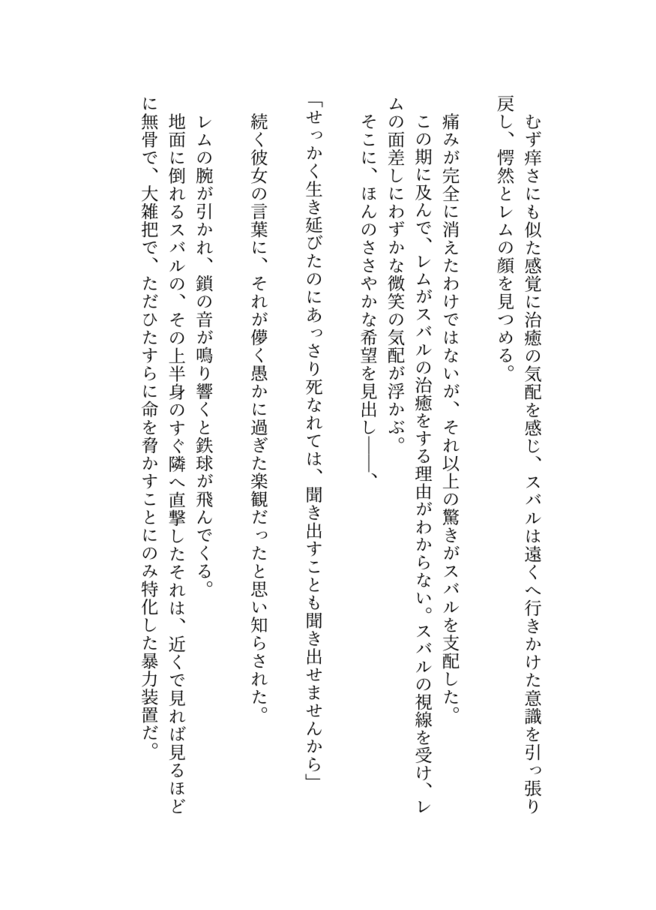 むず痒さにも似た感覚に治癒の気配を感じ、スバルは遠くへ行きかけた意識を引っ張り
戻し、愕然とレムの顔を見つめる。
痛みが完全に消えたわけではないが、それ以上の驚きがスバルを支配した。
この期に及んで、レムがスバルの治癒をする理由がわからない。スバルの視線を受け、レ
ムの面差しにわずかな微笑の気配が浮かぶ。
そこに、ほんのささやかな希望を見出し――、
「せっかく生き延びたのにあっさり死なれては、聞き出すことも聞き出せませんから」
続く彼女の言葉に、それが儚く愚かに過ぎた楽観だったと思い知らされた。
レムの腕が引かれ、鎖の音が鳴り響くと鉄球が飛んでくる。
地面に倒れるスバルの、その上半身のすぐ隣へ直撃したそれは、近くで見れば見るほど
に無骨で、大雑把で、ただひたすらに命を脅かすことにのみ特化した暴力装置だ。